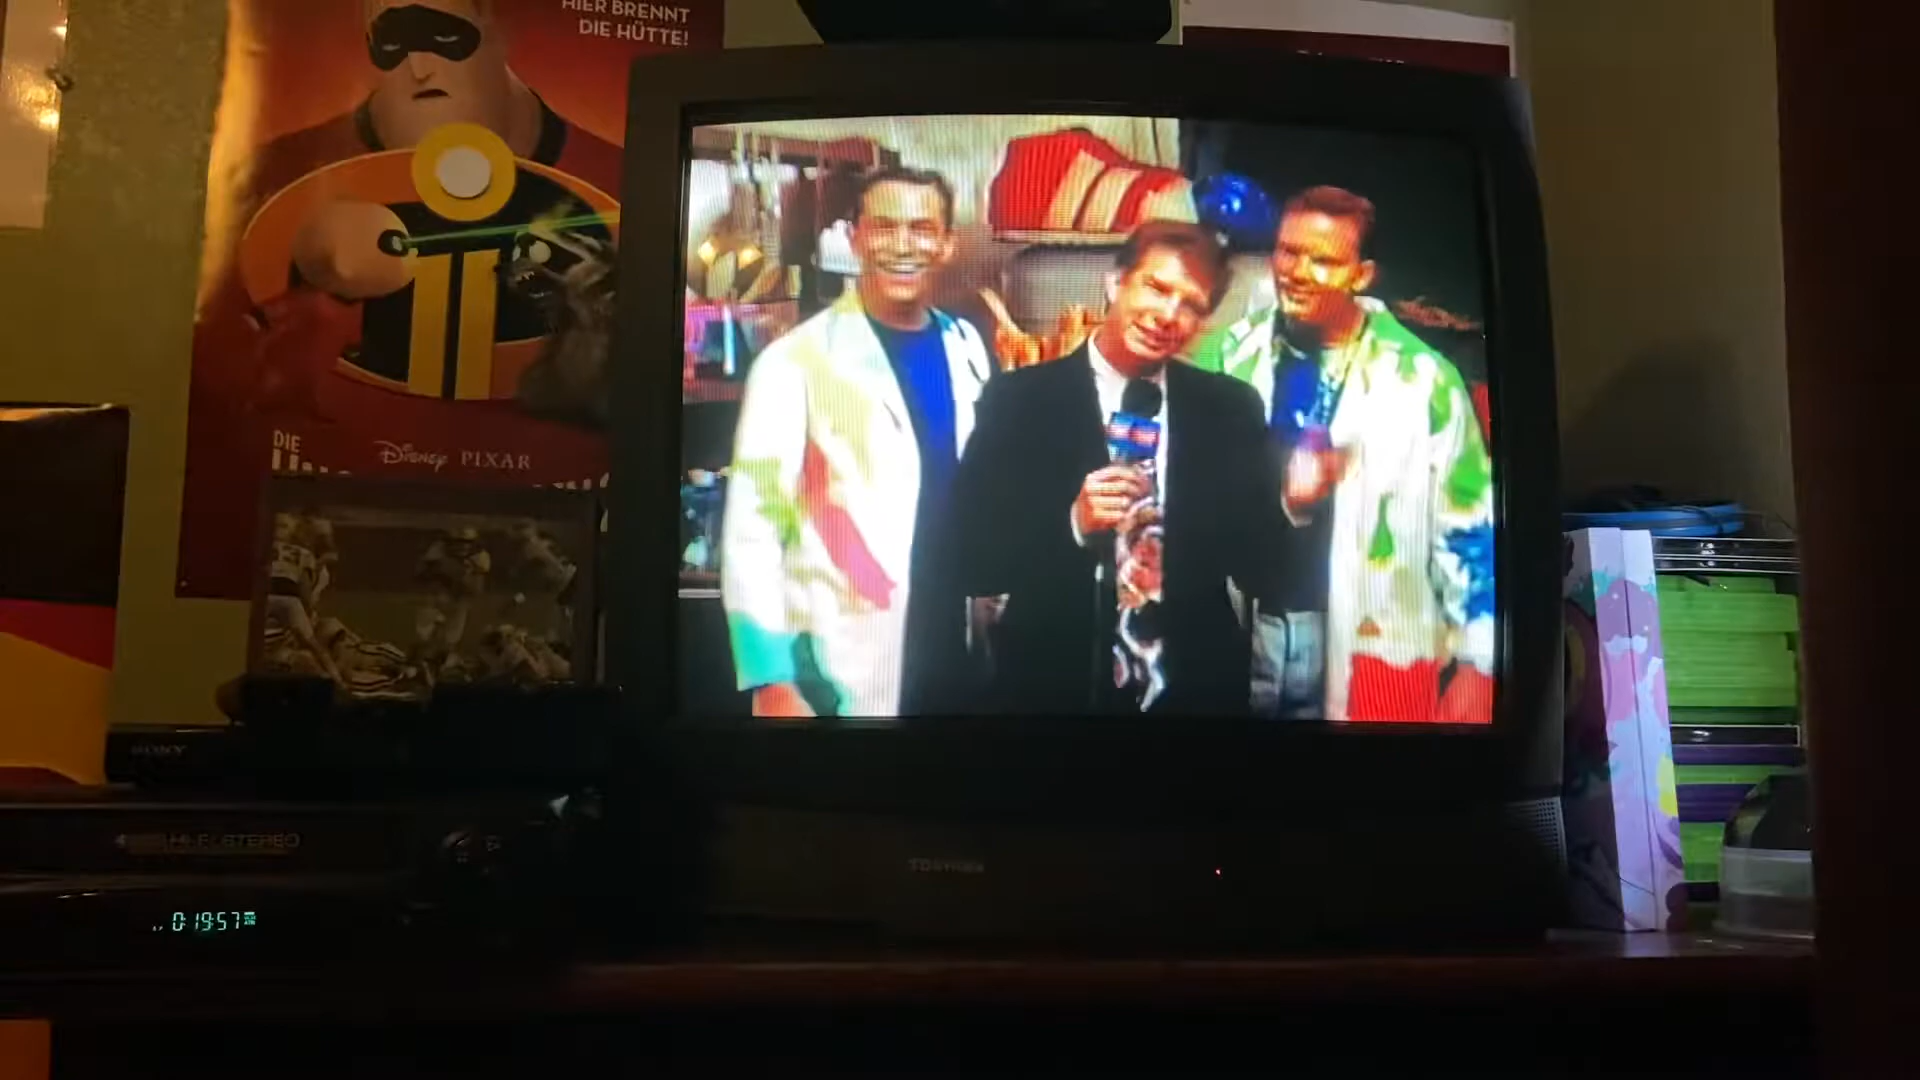 HIER BRENNT
DIE HÜTTE!
DIE
Disney PIXAR
SONY
HI-FI STEREO
TOSHIBA
0:19:57